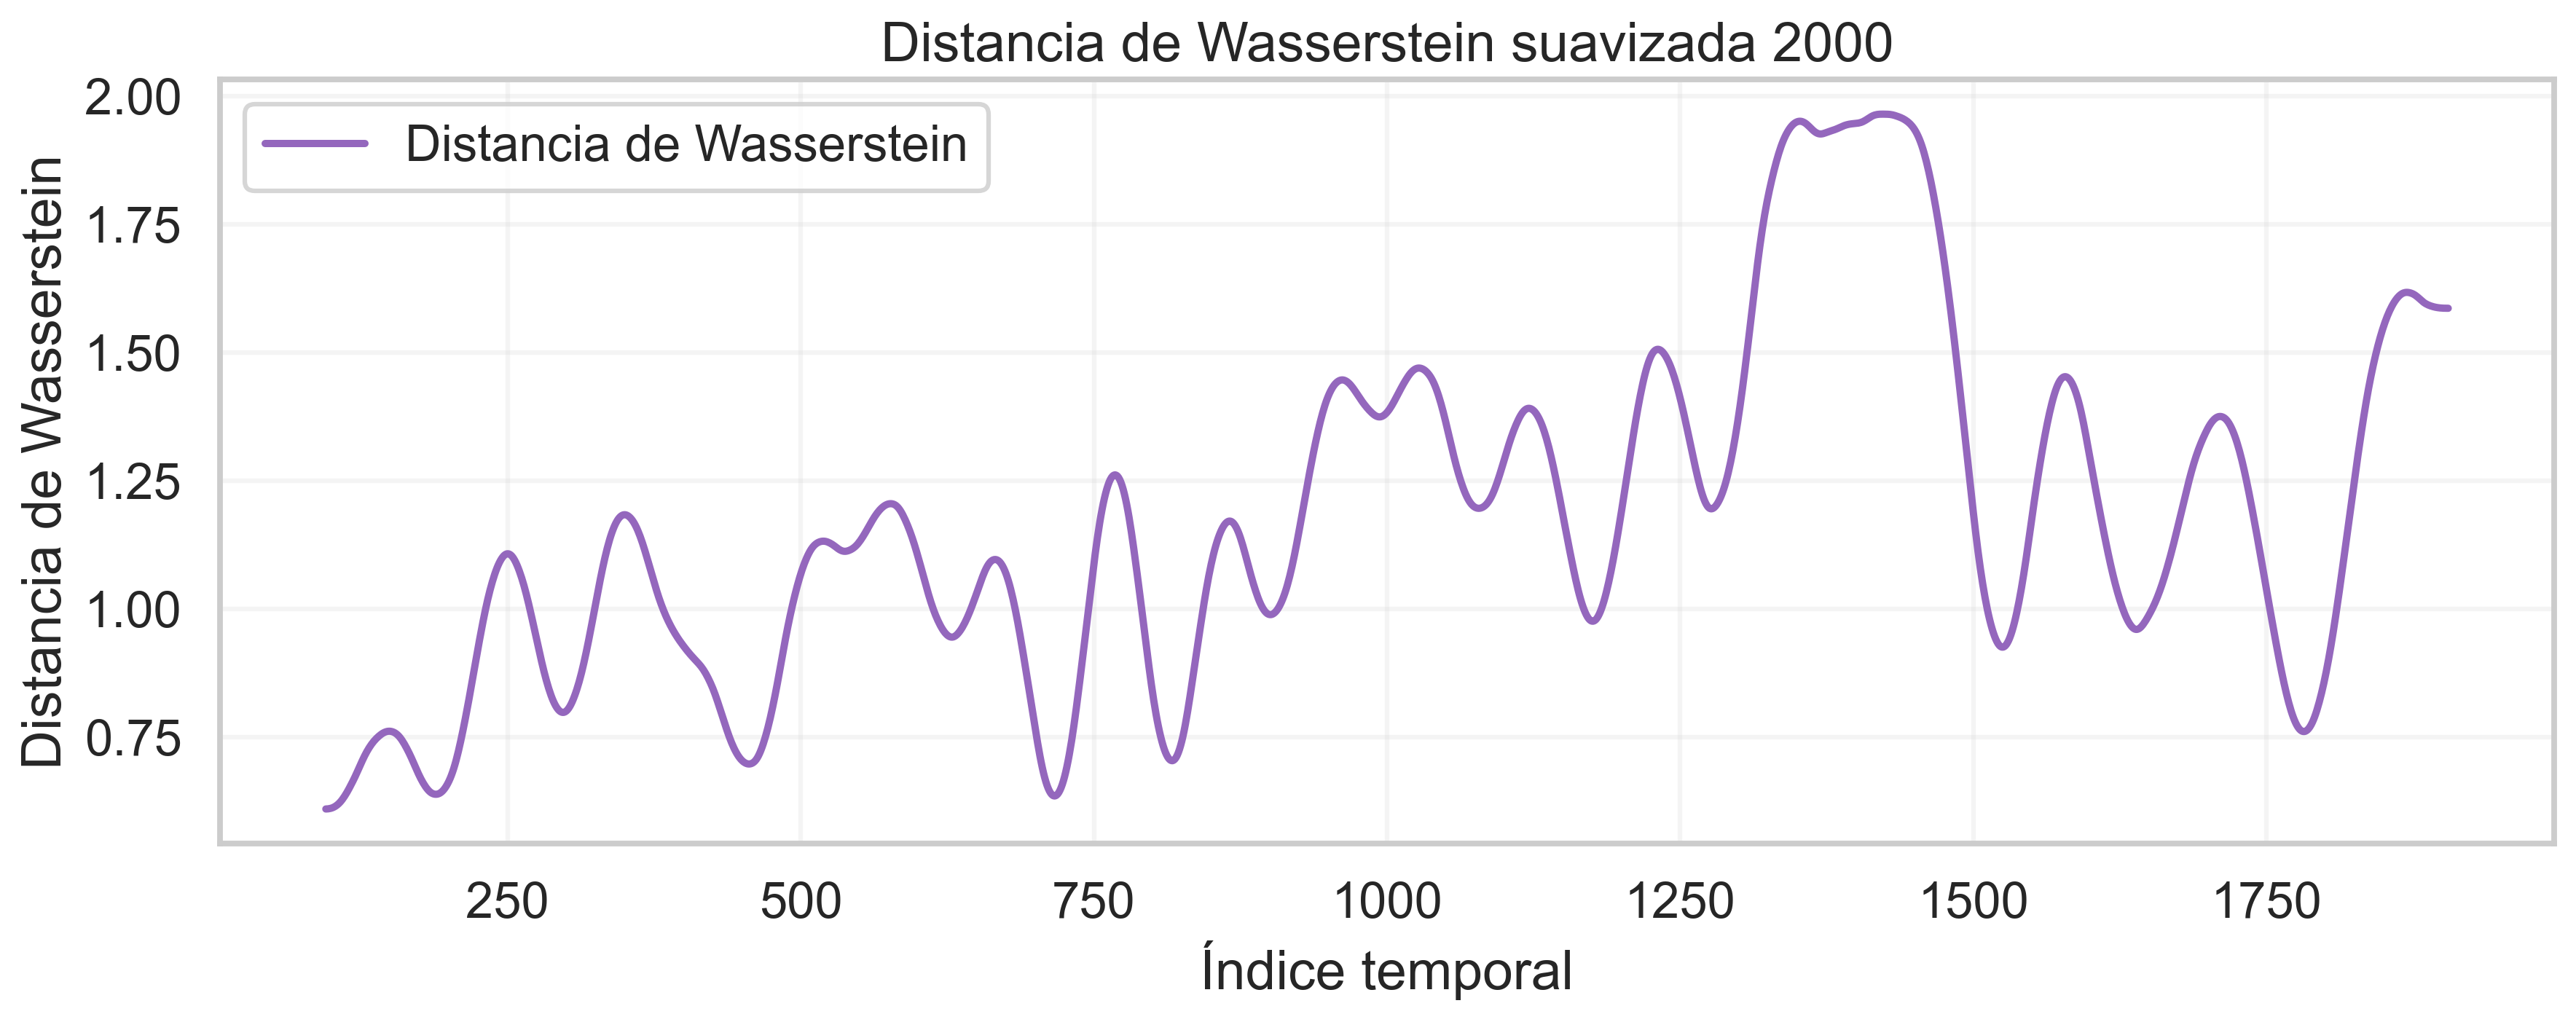 Distancia de Wasserstein suavizada 2000
Distancia de Wasserstein
Distancia de Wasserstein
2.00
1.75
1.50
1.25
1.00
0.75
250 500 750 1000 1250 1500 1750
Índice temporal